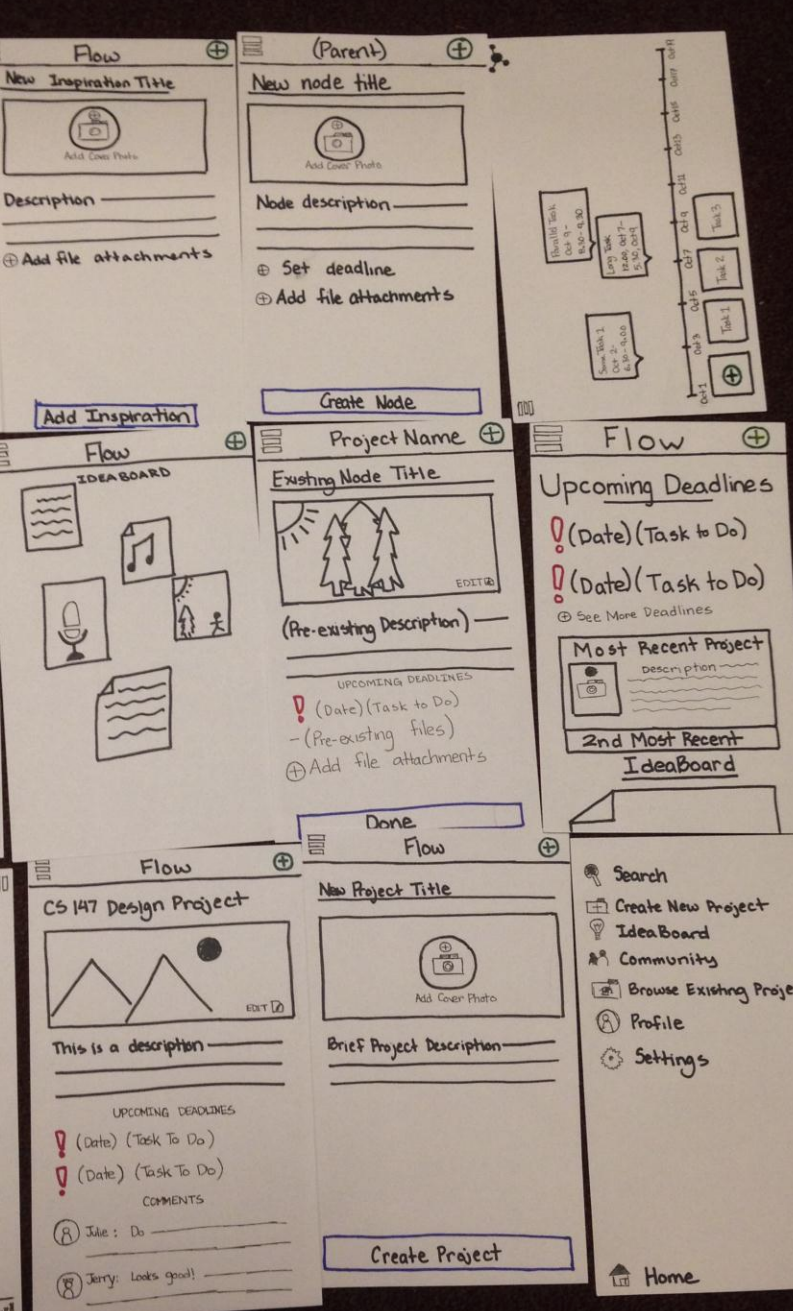 Flow
New Inspiration Title
Add Cover Photo
Description
Add file attachments
Add Inspiration
(Parent)
New node title
Add Cover Photo
Node description
Set deadline
Add file attachments
Create Node
Parallel Task
Oct 9 -
8.30 - 9.30
Long Task
12.00, Oct 7 -
5.30, Oct 9
Some Task 1
Oct 2 -
Oct 1
Oct 3
Oct 5
Oct 7
Oct 9
Oct 11
Oct 13
Oct 15
Oct 17
Task 1
Task 2
Task 3
Flow
IDEABOARD
Project Name
Existing Node Title
EDIT
(Pre-existing Description)
UPCOMING DEADLINES
! (Date) (Task to Do)
- (Pre-existing files)
Add file attachments
Done
Flow
Upcoming Deadlines
! (Date) (Task to Do)
! (Date) (Task to Do)
See More Deadlines
Most Recent Project
Description
2nd Most Recent
IdeaBoard
Flow
CS 147 Design Project
EDIT
This is a description
UPCOMING DEADLINES
! (Date) (Task To Do)
! (Date) (Task To Do)
COMMENTS
Julie : Do
Jerry: Looks good!
Flow
New Project Title
Add Cover Photo
Brief Project Description
Create Project
Search
Create New Project
IdeaBoard
Community
Browse Existing Proje
Profile
Settings
Home